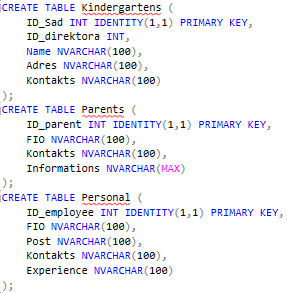 CREATE TABLE Kindergartens (
    ID_Sad INT IDENTITY(1,1) PRIMARY KEY,
    ID_direktora INT,
    Name NVARCHAR(100),
    Adres NVARCHAR(100),
    Kontakts NVARCHAR(100)
);
CREATE TABLE Parents (
    ID_parent INT IDENTITY(1,1) PRIMARY KEY,
    FIO NVARCHAR(100),
    Kontakts NVARCHAR(100),
    Informations NVARCHAR(MAX)
);
CREATE TABLE Personal (
    ID_employee INT IDENTITY(1,1) PRIMARY KEY,
    FIO NVARCHAR(100),
    Post NVARCHAR(100),
    Kontakts NVARCHAR(100),
    Experience NVARCHAR(100)
);